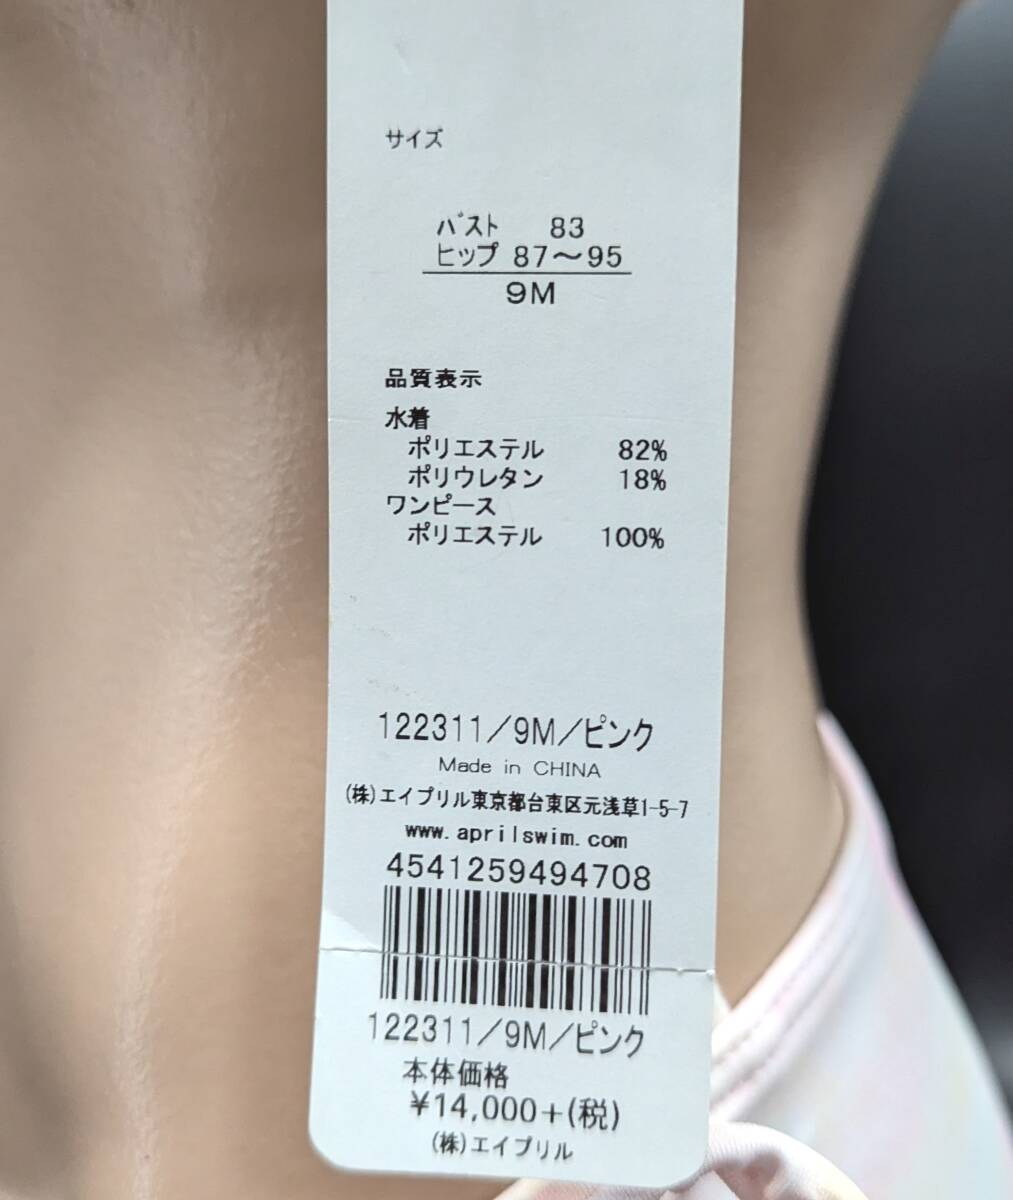 サイズ
バスト 83
ヒップ 87～95
9M
品質表示
水着
ポリエステル 82%
ポリウレタン 18%
ワンピース
ポリエステル 100%
122311／9M／ピンク
Made in CHINA
(株)エイプリル東京都台東区元浅草1-5-7
www.aprilswim.com
4541259494708
122311／9M／ピンク
本体価格
¥14,000+(税)
(株)エイプリル